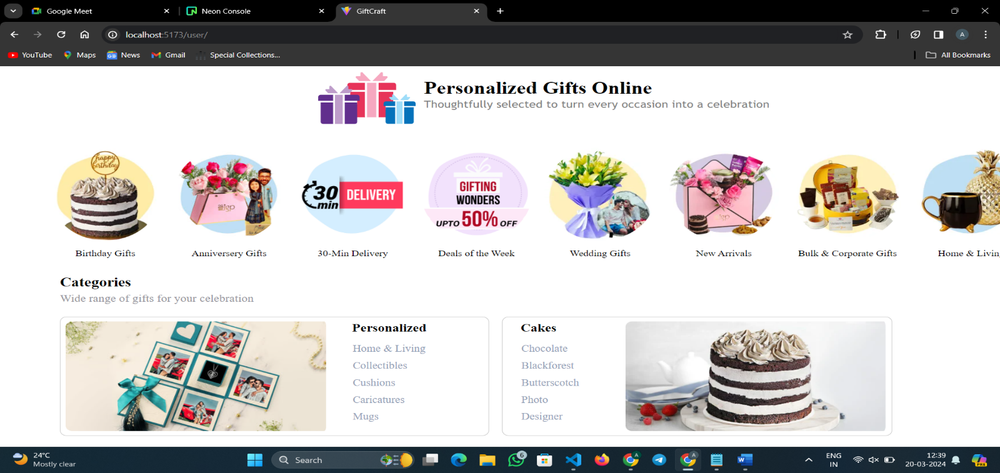 Google Meet
Neon Console
GiftCraft
localhost:5173/user/
A
YouTube
Maps
News
Gmail
Special Collections...
All Bookmarks
Personalized Gifts Online
Thoughtfully selected to turn every occasion into a celebration
happy birthday
30 min DELIVERY
GIFTING WONDERS
UPTO 50% OFF
igp
Birthday Gifts
Anniversery Gifts
30-Min Delivery
Deals of the Week
Wedding Gifts
New Arrivals
Bulk & Corporate Gifts
Home & Livin
Categories
Wide range of gifts for your celebration
Personalized
Home & Living
Collectibles
Cushions
Caricatures
Mugs
Cakes
Chocolate
Blackforest
Butterscotch
Photo
Designer
24°C
Mostly clear
Search
6
A
A
ENG
IN
12:39
20-03-2024
PRE